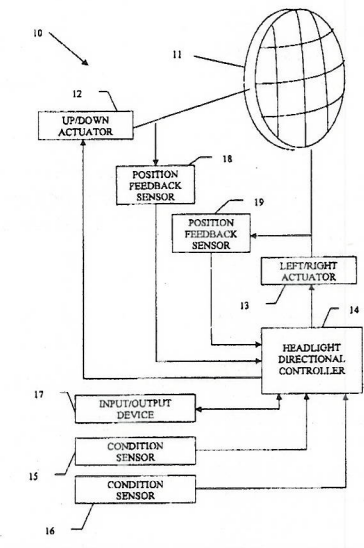 10
11
12
UP/DOWN
ACTUATOR
18
POSITION
FEEDBACK
SENSOR
19
POSITION
FEEDBACK
SENSOR
LEFT/RIGHT
ACTUATOR
13
14
HEADLIGHT
DIRECTIONAL
CONTROLLER
17
INPUT/OUTPUT
DEVICE
CONDITION
SENSOR
15
CONDITION
SENSOR
16